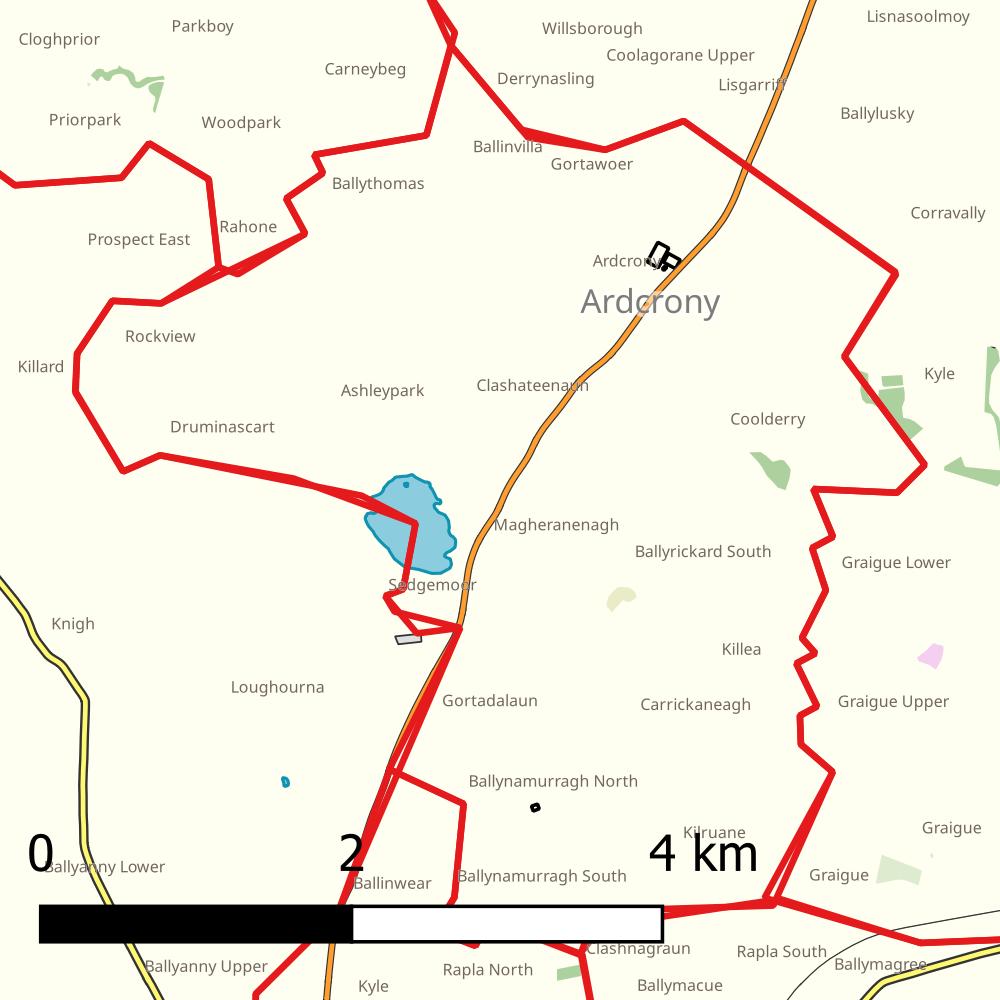 Lisnasoolmoy
Parkboy
Willsborough
Cloghprior
Coolagorane Upper
Carneybeg
Derrynasling
Lisgarriff
Ballylusky
Priorpark
Woodpark
Ballinvilla
Gortawoer
Ballythomas
Corravally
Rahone
Prospect East
Ardcrony
Ardcrony
Rockview
Killard
Kyle
Clashateenaun
Ashleypark
Coolderry
Druminascart
Magheranenagh
Ballyrickard South
Graigue Lower
Sedgemoor
Knigh
Killea
Loughourna
Gortadalaun
Carrickaneagh
Graigue Upper
Ballynamurragh North
Graigue
Kilruane
0 2 4 km
Ballyanny Lower
Ballinwear
Ballynamurragh South
Graigue
Clashnagraun
Rapla South
Ballyanny Upper
Rapla North
Ballymagree
Kyle
Ballymacue